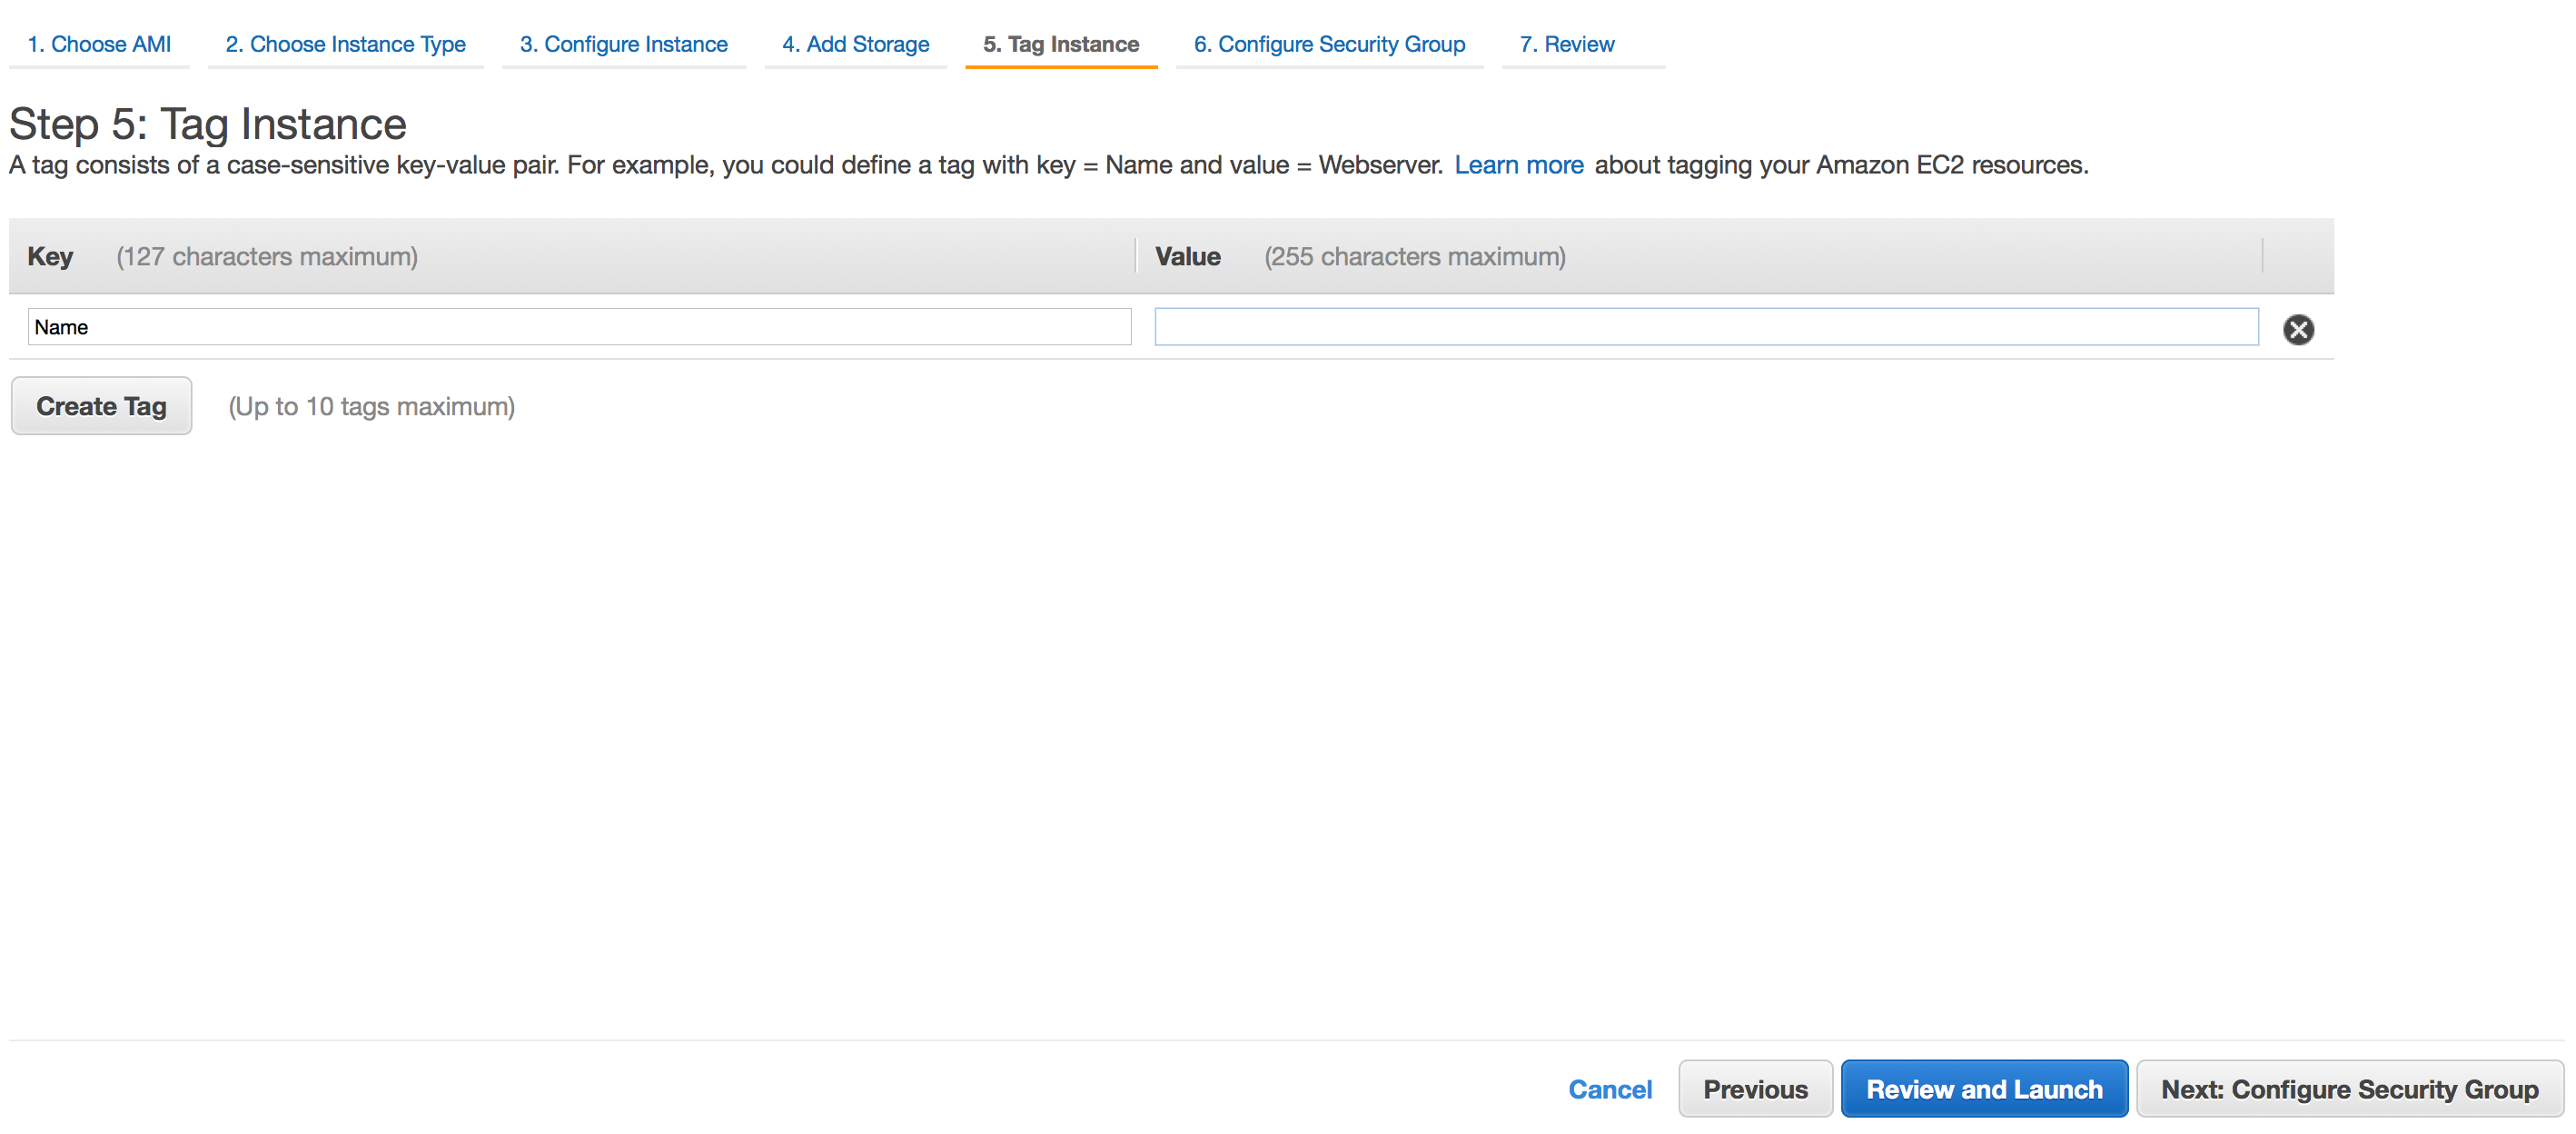 1. Choose AMI 2. Choose Instance Type 3. Configure Instance 4. Add Storage 5. Tag Instance 6. Configure Security Group 7. Review
Step 5: Tag Instance
A tag consists of a case-sensitive key-value pair. For example, you could define a tag with key = Name and value = Webserver. Learn more about tagging your Amazon EC2 resources.
Key (127 characters maximum) Value (255 characters maximum)
Name
Create Tag (Up to 10 tags maximum)
Cancel Previous Review and Launch Next: Configure Security Group